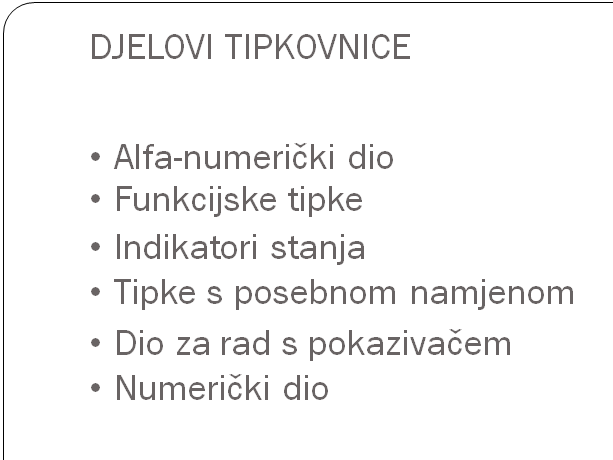 DJELOVI TIPKOVNICE
• Alfa-numerički dio
• Funkcijske tipke
• Indikatori stanja
• Tipke s posebnom namjenom
• Dio za rad s pokazivačem
• Numerički dio